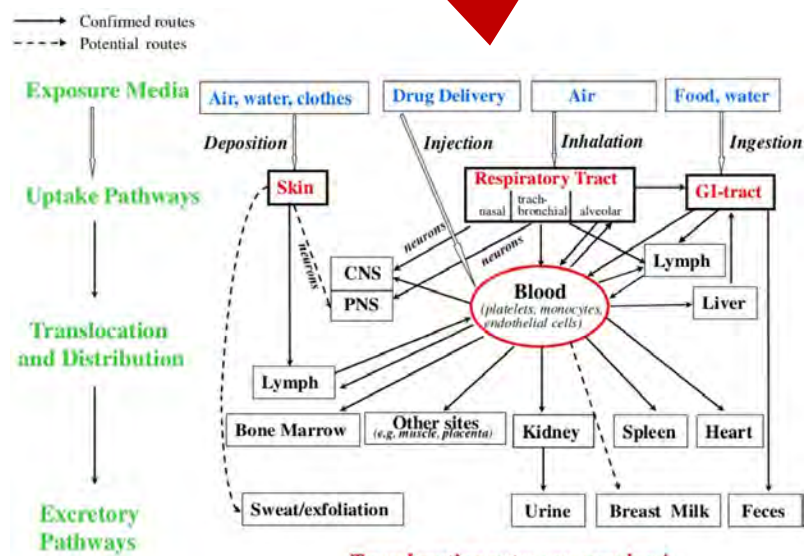 Confirmed routes
Potential routes
Exposure Media
Air, water, clothes
Drug Delivery
Air
Food, water
Deposition
Injection
Inhalation
Ingestion
Uptake Pathways
Skin
Respiratory Tract
nasal
trach-
bronchial
alveolar
GI-tract
neurons
neurons
neurons
CNS
PNS
Lymph
Blood
(platelets, monocytes,
endothelial cells)
Liver
Translocation
and Distribution
Lymph
Bone Marrow
Other sites
(e.g. muscle, placenta)
Kidney
Spleen
Heart
Excretory
Pathways
Sweat/exfoliation
Urine
Breast Milk
Feces